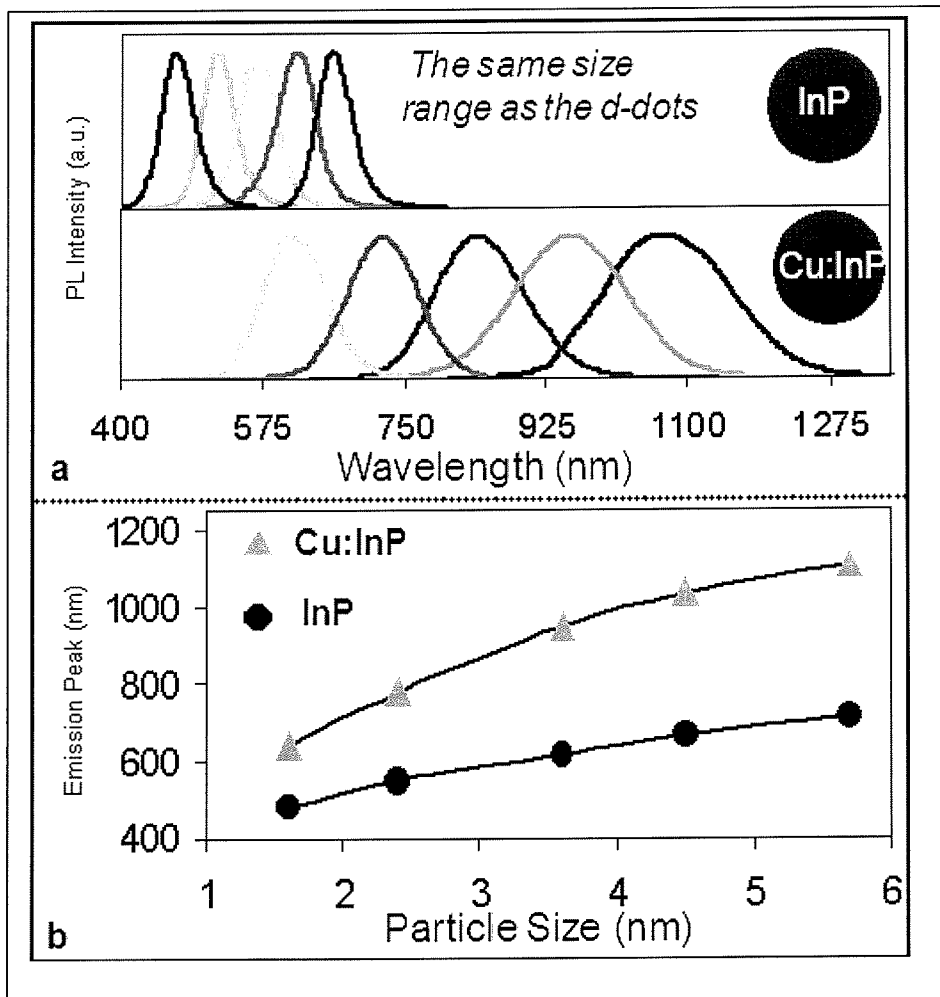 The same size
range as the d-dots
InP
PL Intensity (a.u.)
Cu:InP
400 575 750 925 1100 1275
a Wavelength (nm)
1200
1000
800
600
400
Emission Peak (nm)
Cu:InP
InP
1 2 3 4 5 6
b Particle Size (nm)